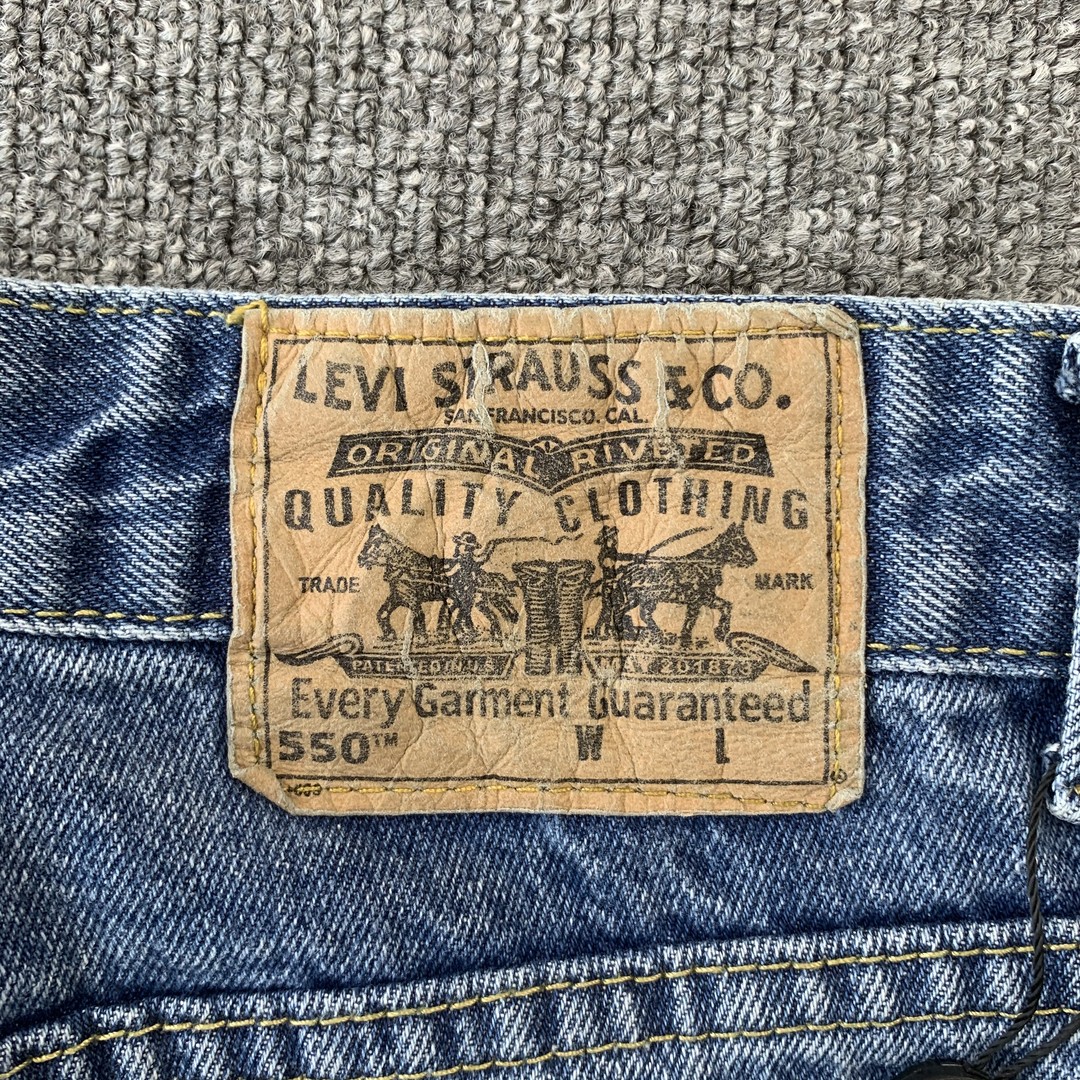 LEVI STRAUSS & CO.
SAN FRANCISCO. CAL.
ORIGINAL RIVETED
QUALITY CLOTHING
TRADE MARK
PATENTED IN U.S. MAY 20 1873
Every Garment Guaranteed
550™ W L